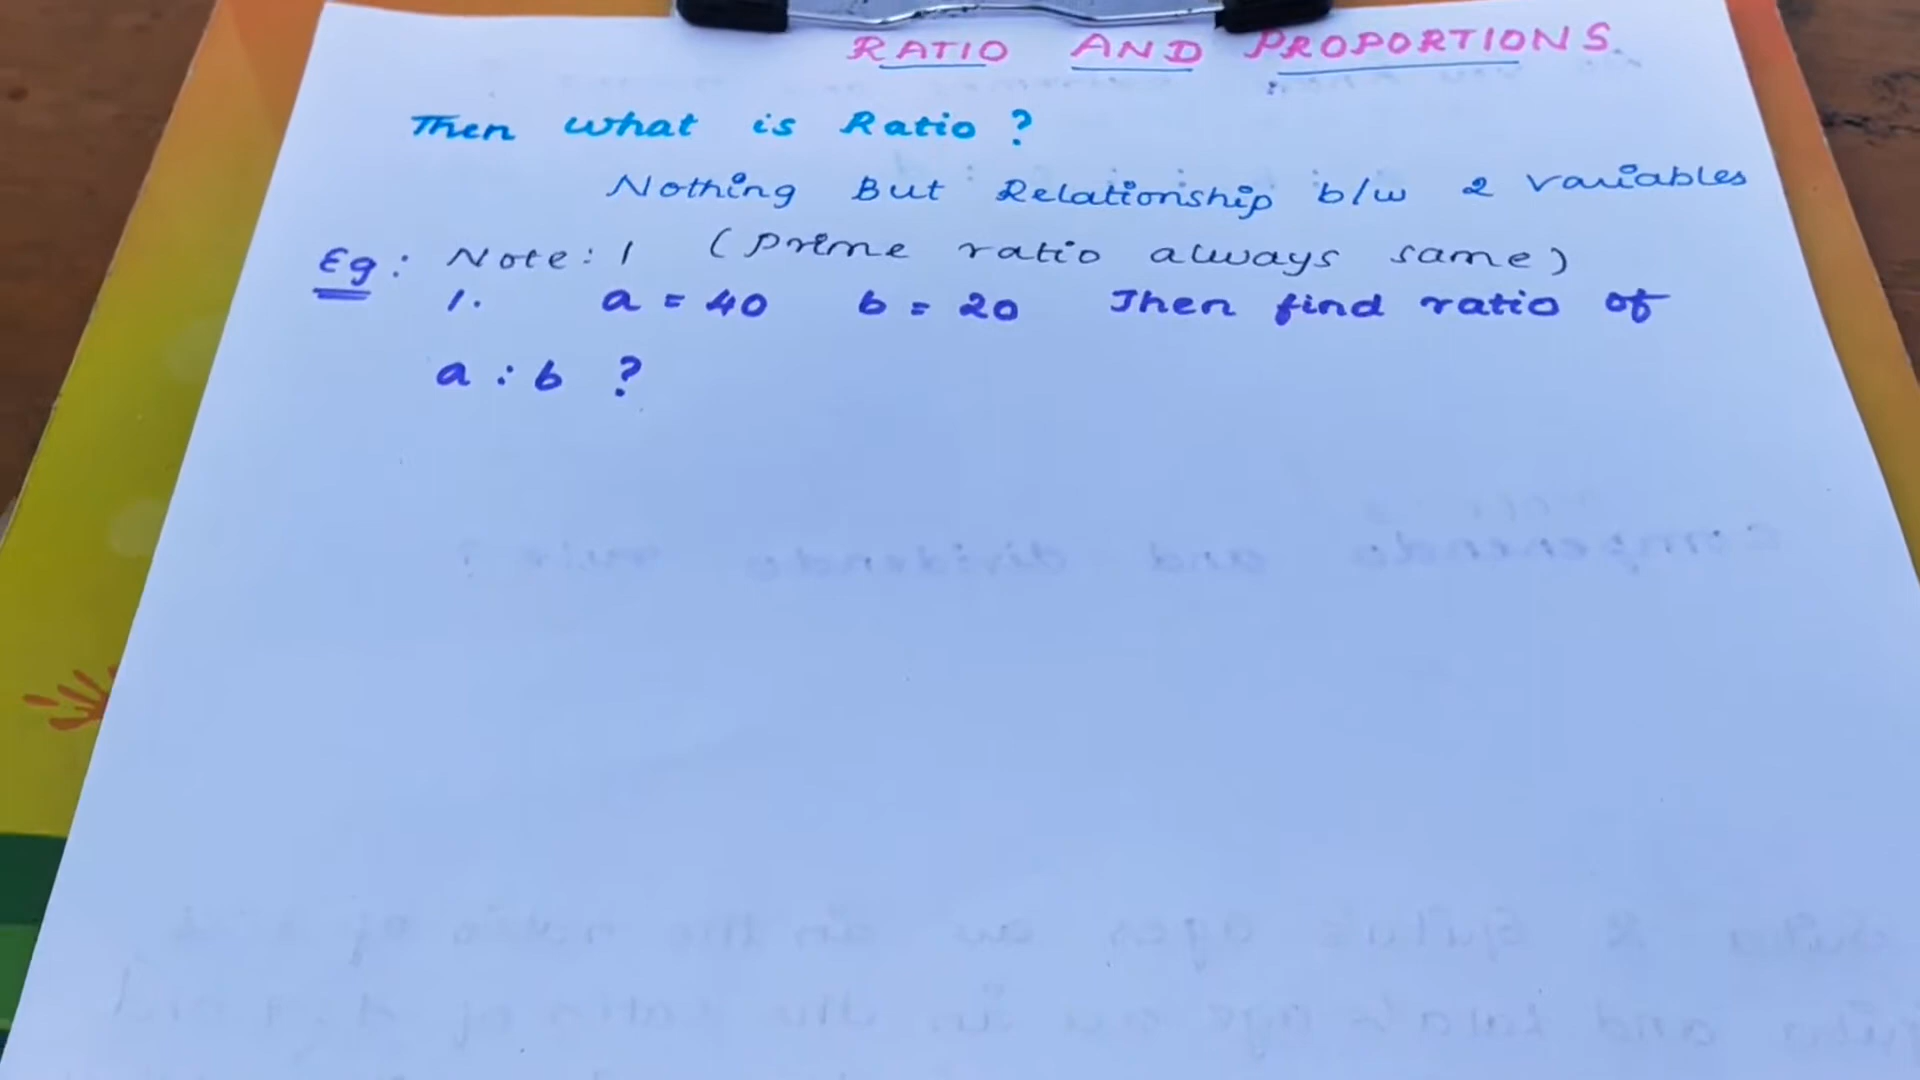 RATIO AND PROPORTIONS
Then what is Ratio ?
Nothing But Relationship b/w 2 variables
Eg : Note : 1 (prime ratio always same)
1. a = 40 b = 20 Then find ratio of
a : b ?